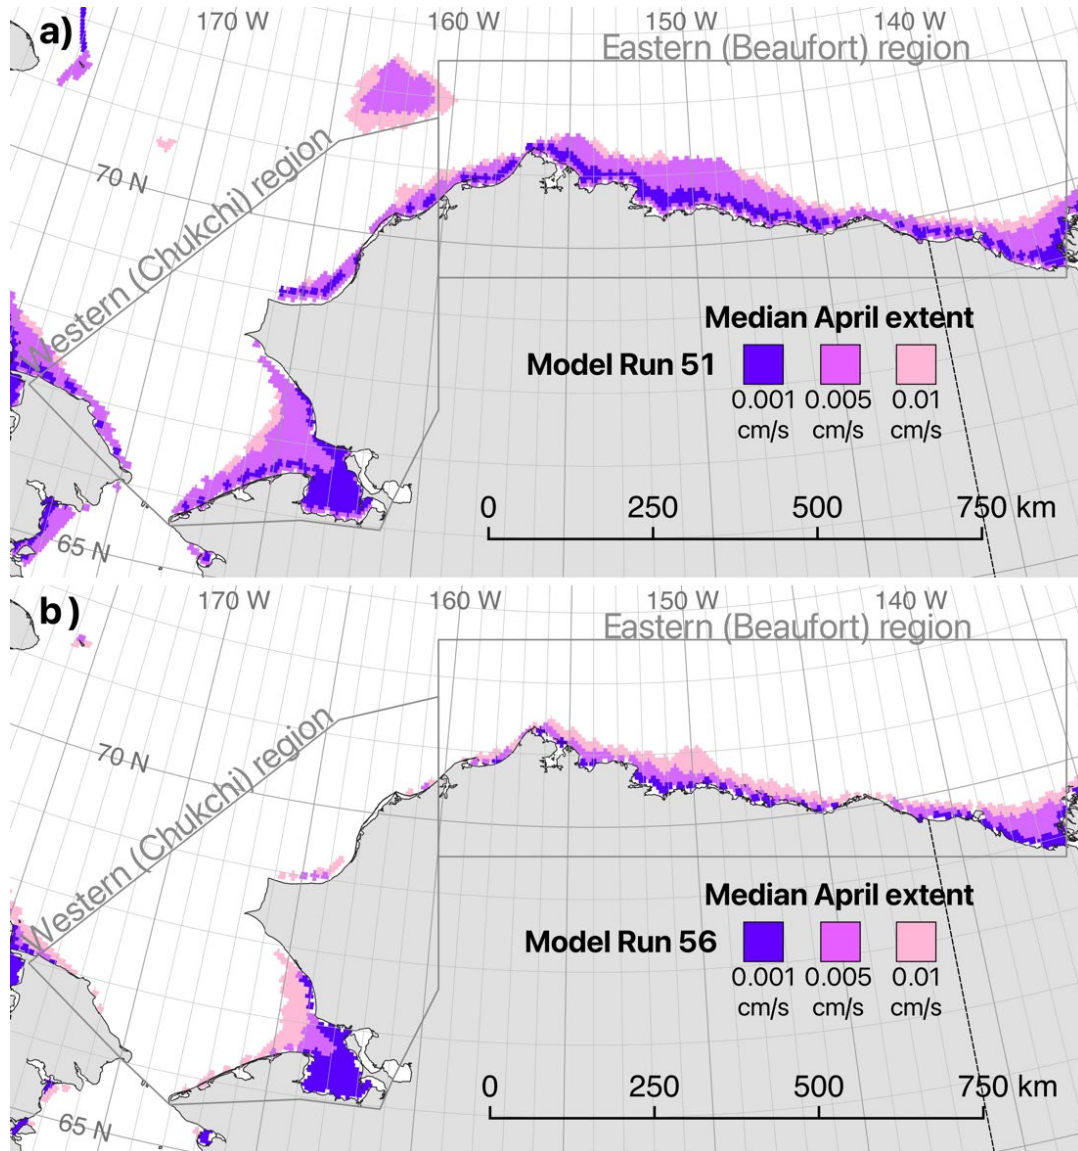 a)
170 W 160 W 150 W 140 W
Eastern (Beaufort) region
70 N
Western (Chukchi) region
Median April extent
Model Run 51
0.001 0.005 0.01
cm/s cm/s cm/s
0 250 500 750 km
65 N
b)
170 W 160 W 150 W 140 W
Eastern (Beaufort) region
70 N
Western (Chukchi) region
Median April extent
Model Run 56
0.001 0.005 0.01
cm/s cm/s cm/s
0 250 500 750 km
65 N